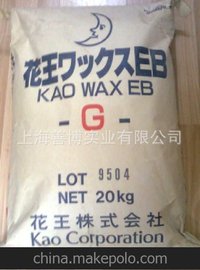 花王ワックスEB
KAO WAX EB
- G -
上海善博实业有限公司
LOT 9504
NET 20kg
花王株式会社
Kao Corporation
china.makepolo.com